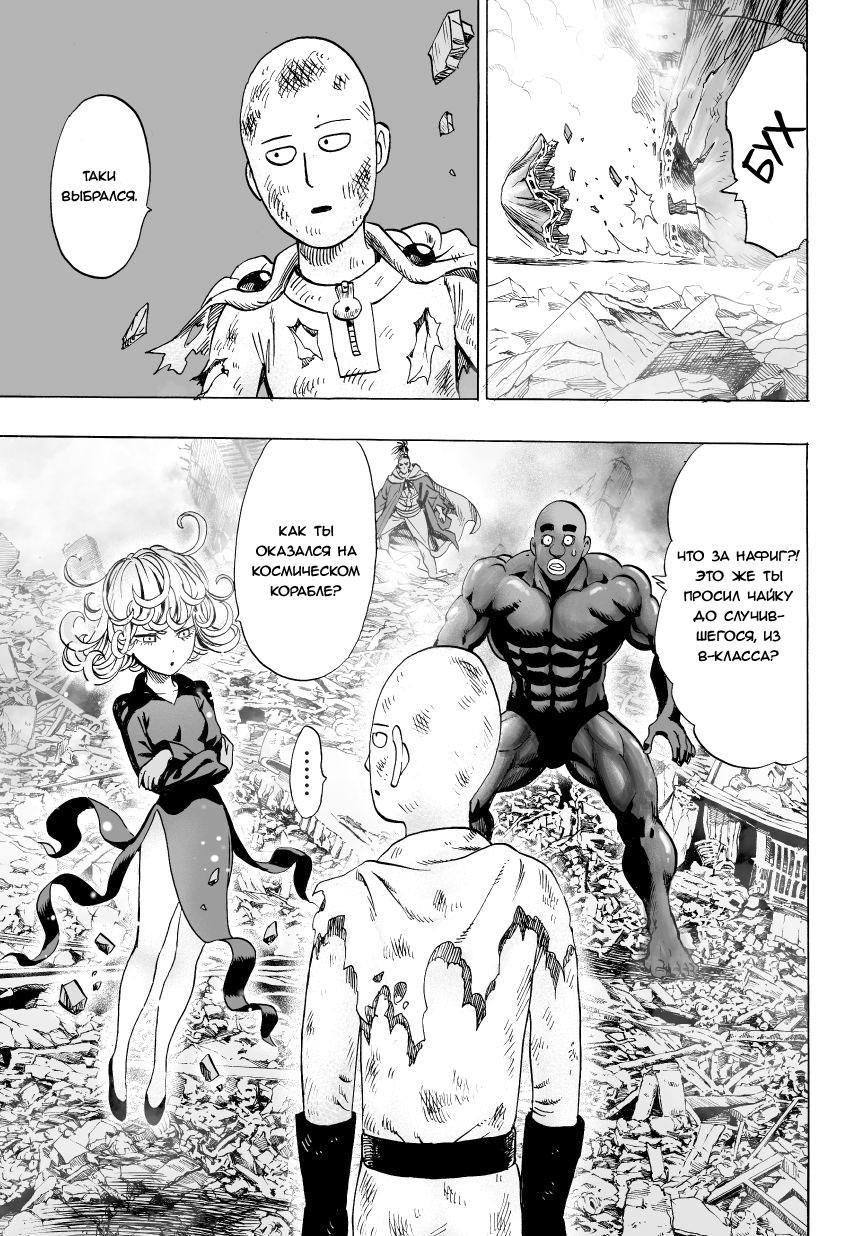 БУХ
ТАКИ
ВЫБРАЛСЯ.
ЧТО ЗА НАФИГ?!
ЭТО ЖЕ ТЫ
ПРОСИЛ ЧАЙКУ
ДО СЛУЧИВ-
ШЕГОСЯ, ИЗ
В-КЛАССА?
КАК ТЫ
ОКАЗАЛСЯ НА
КОСМИЧЕСКОМ
КОРАБЛЕ?
......